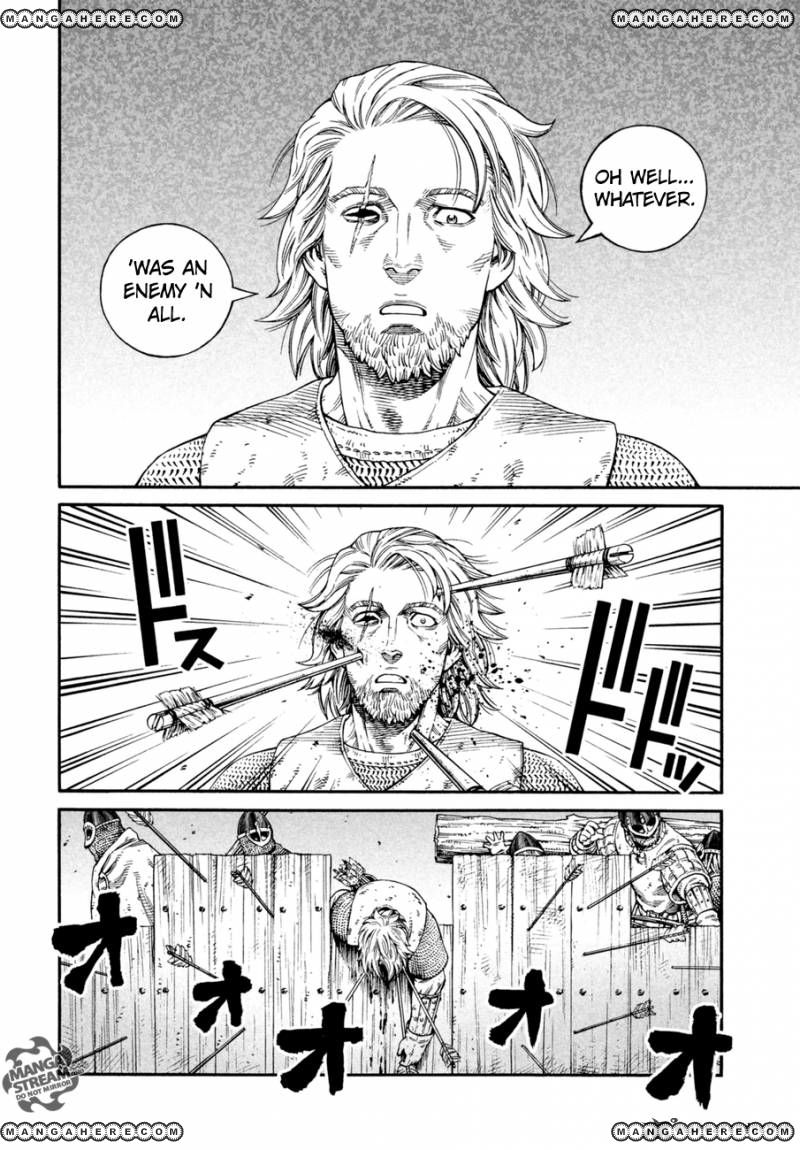 MANGAHERE.COM
MANGAHERE.COM
OH WELL...
WHATEVER.
'WAS AN
ENEMY 'N
ALL.
ドドッ
ドス
オオオオオ
MANGA
STREAM.com
DO NOT MIRROR
MANGAHERE.COM
MANGAHERE.COM